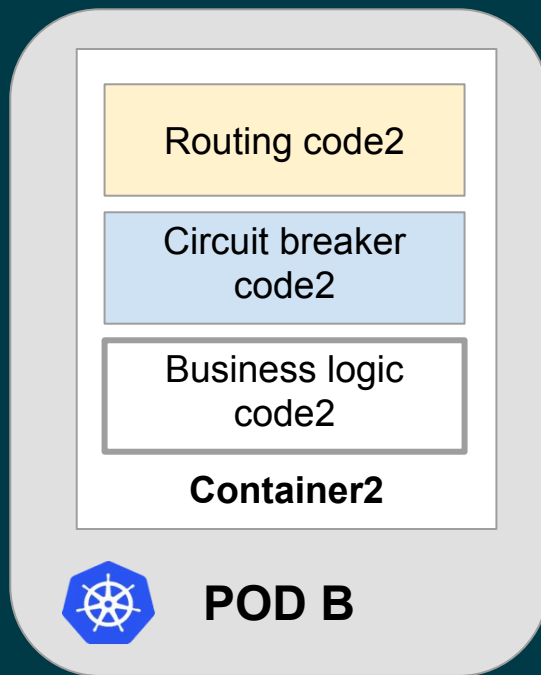 Routing code2
Circuit breaker
code2
Business logic
code2
Container2
POD B